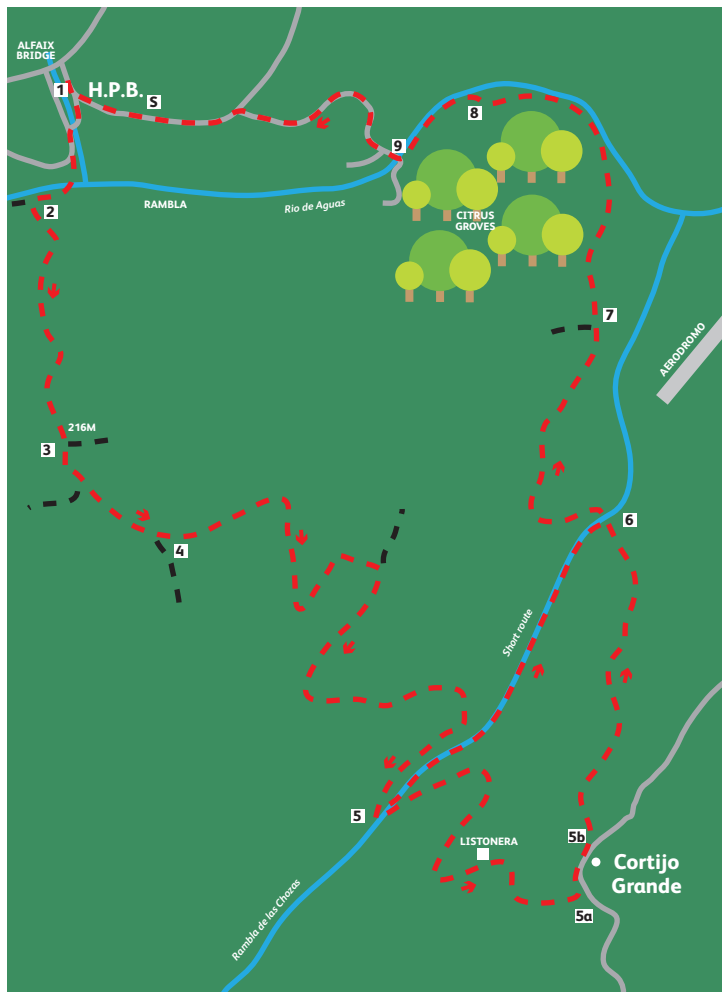 ALFAIX
BRIDGE
1
H.P.B.
S
8
9
RAMBLA
Rio de Aguas
2
CITRUS
GROVES
7
AERODROMO
216M
3
4
6
Short route
5
5b
LISTONERA
Cortijo
Grande
5a
Rambla de las Chozas